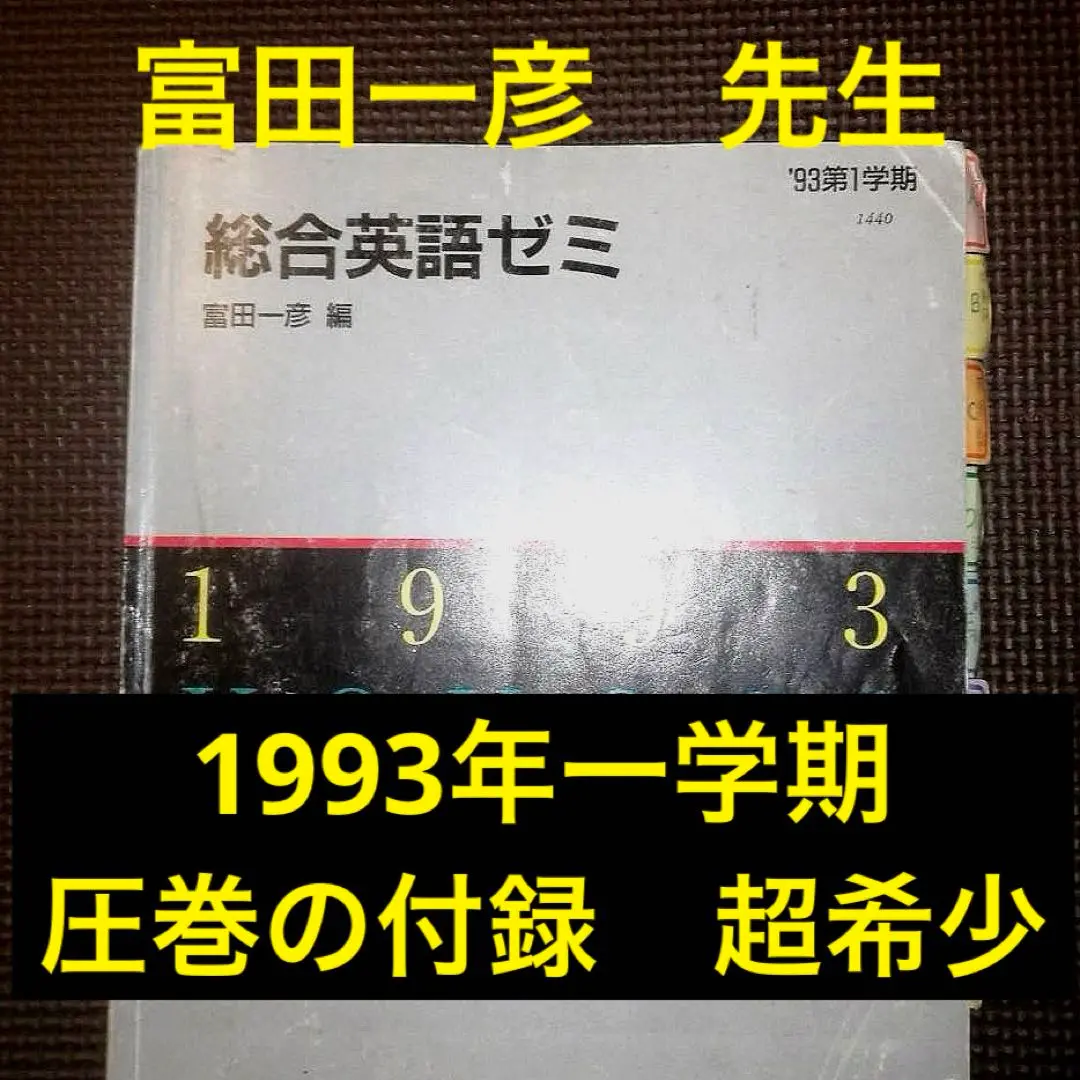 富田一彦　先生
'93第1学期
1440
総合英語ゼミ
富田一彦 編
1 9 9 3
1993年一学期
圧巻の付録　超希少